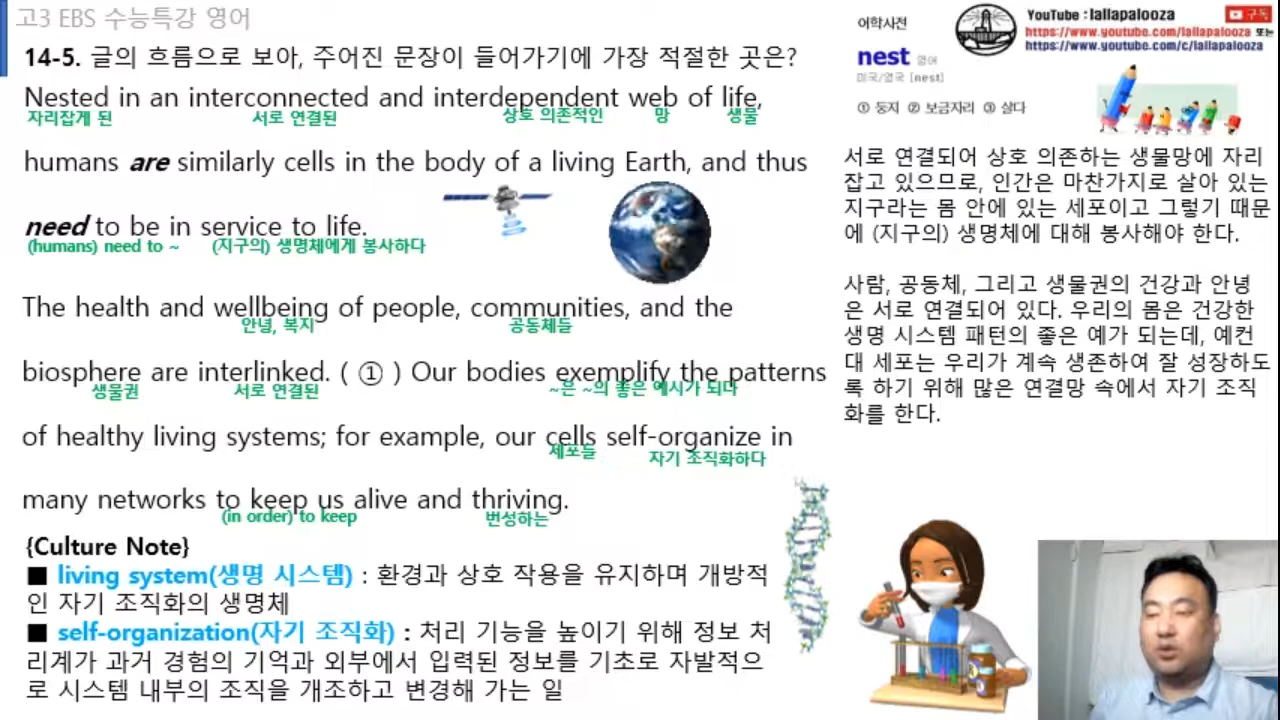 고3 EBS 수능특강 영어
14-5. 글의 흐름으로 보아, 주어진 문장이 들어가기에 가장 적절한 곳은?
Nested in an interconnected and interdependent web of life,
자리잡게 된 서로 연결된 상호 의존적인 망 생물
humans are similarly cells in the body of a living Earth, and thus
need to be in service to life.
(humans) need to ~ (지구의) 생명체에게 봉사하다
The health and wellbeing of people, communities, and the
안녕, 복지 공동체들
biosphere are interlinked. ( ① ) Our bodies exemplify the patterns
생물권 서로 연결된 ~은 ~의 좋은 예시가 되다
of healthy living systems; for example, our cells self-organize in
세포들 자기 조직화하다
many networks to keep us alive and thriving.
(in order) to keep 번성하는
{Culture Note}
■ living system(생명 시스템) : 환경과 상호 작용을 유지하며 개방적
인 자기 조직화의 생명체
■ self-organization(자기 조직화) : 처리 기능을 높이기 위해 정보 처
리계가 과거 경험의 기억과 외부에서 입력된 정보를 기초로 자발적으
로 시스템 내부의 조직을 개조하고 변경해 가는 일
어학사전
nest 영어
미국/영국 [nest]
① 둥지 ② 보금자리 ③ 살다
YouTube : lallapalooza
구독
https://www.youtube.com/lallapalooza 또는
https://www.youtube.com/c/lallapalooza
서로 연결되어 상호 의존하는 생물망에 자리
잡고 있으므로, 인간은 마찬가지로 살아 있는
지구라는 몸 안에 있는 세포이고 그렇기 때문
에 (지구의) 생명체에 대해 봉사해야 한다.
사람, 공동체, 그리고 생물권의 건강과 안녕
은 서로 연결되어 있다. 우리의 몸은 건강한
생명 시스템 패턴의 좋은 예가 되는데, 예컨
대 세포는 우리가 계속 생존하여 잘 성장하도
록 하기 위해 많은 연결망 속에서 자기 조직
화를 한다.